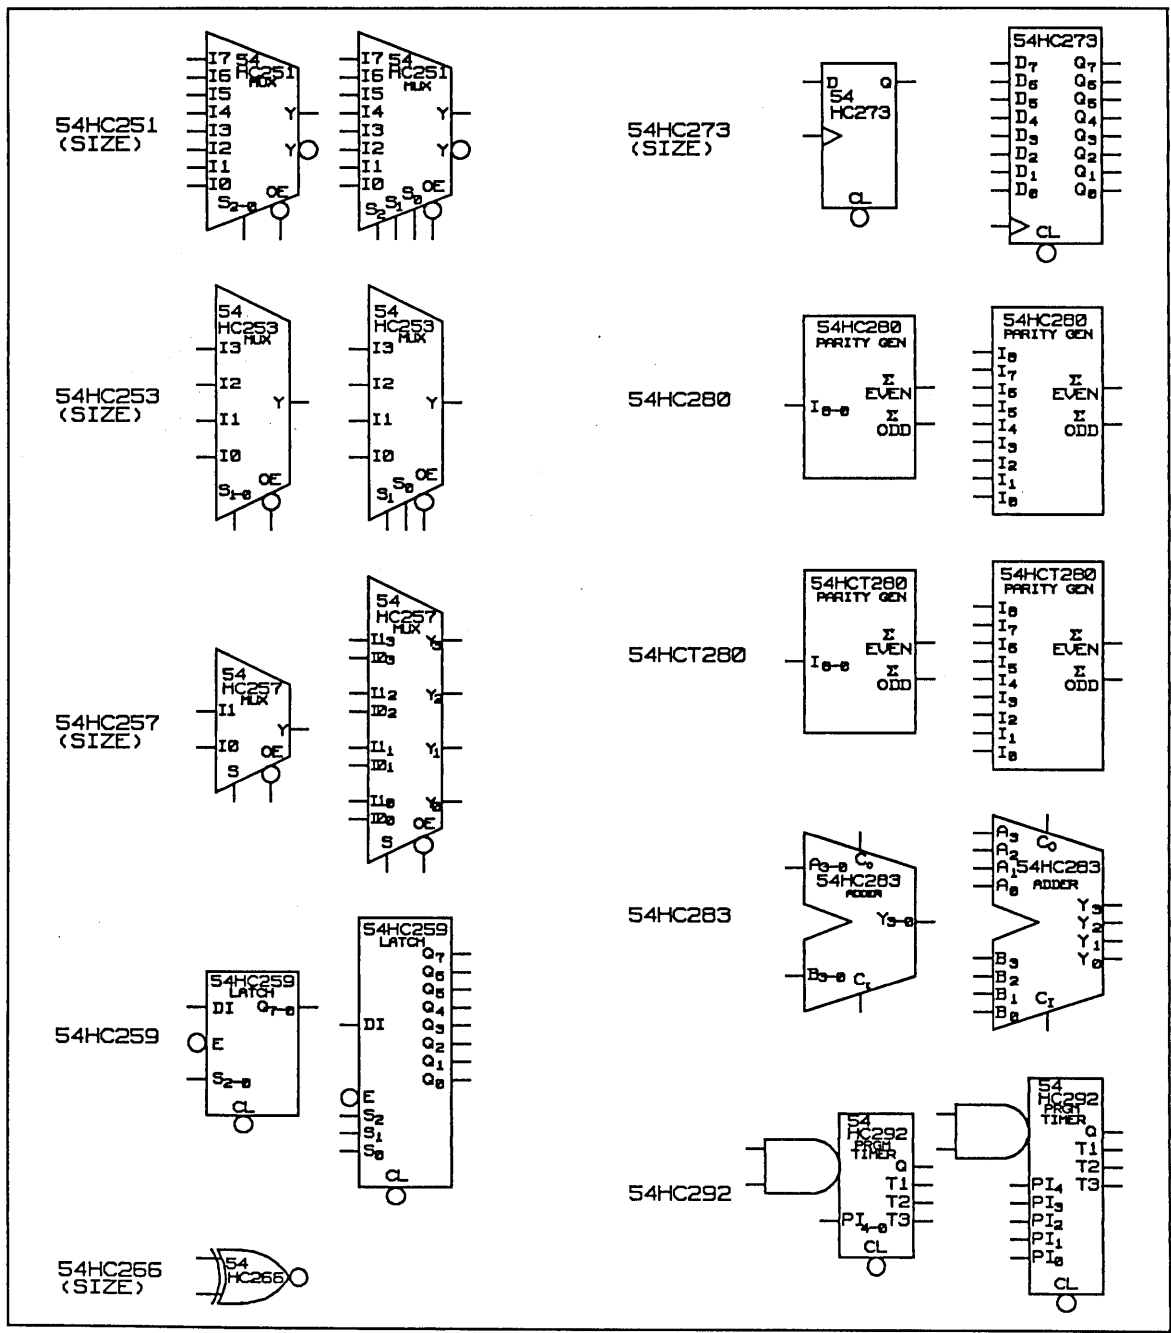 54HC251
(SIZE)
54
HC251
MUX
I7
I6
I5
I4
I3
I2
I1
I0
Y
Y
S2-0
OE
54
HC251
MUX
I7
I6
I5
I4
I3
I2
I1
I0
Y
Y
S2
S1
S0
OE
54HC253
(SIZE)
54
HC253
MUX
I3
I2
I1
I0
Y
S1-0
OE
54
HC253
MUX
I3
I2
I1
I0
Y
S1
S0
OE
54HC257
(SIZE)
54
HC257
MUX
I1
I0
Y
S
OE
54
HC257
MUX
I13
I03
I12
I02
I11
I01
I10
I00
Y3
Y2
Y1
Y0
S
OE
54HC259
54HC259
LATCH
DI
Q7-0
E
S2-0
CL
54HC259
LATCH
Q7
Q6
Q5
Q4
Q3
Q2
Q1
Q0
DI
E
S2
S1
S0
CL
54HC266
(SIZE)
54
HC266
54HC273
(SIZE)
D Q
54
HC273
CL
54HC273
D7 Q7
D6 Q6
D5 Q5
D4 Q4
D3 Q3
D2 Q2
D1 Q1
D0 Q0
CL
54HC280
54HC280
PARITY GEN
Σ
EVEN
I8-0
Σ
ODD
54HC280
PARITY GEN
I8
I7
I6
I5
I4
I3
I2
I1
I0
Σ
EVEN
Σ
ODD
54HCT280
54HCT280
PARITY GEN
Σ
EVEN
I8-0
Σ
ODD
54HCT280
PARITY GEN
I8
I7
I6
I5
I4
I3
I2
I1
I0
Σ
EVEN
Σ
ODD
54HC283
CO
A3-0
54HC283
ADDER
Y3-0
B3-0
CI
CO
A3
A2
A1
A0
54HC283
ADDER
Y3
Y2
Y1
Y0
B3
B2
B1
B0
CI
54HC292
54
HC292
PRGM
TIMER
Q
T1
T2
PI4-0 T3
CL
54
HC292
PRGM
TIMER
Q
T1
T2
T3
PI4
PI3
PI2
PI1
PI0
CL